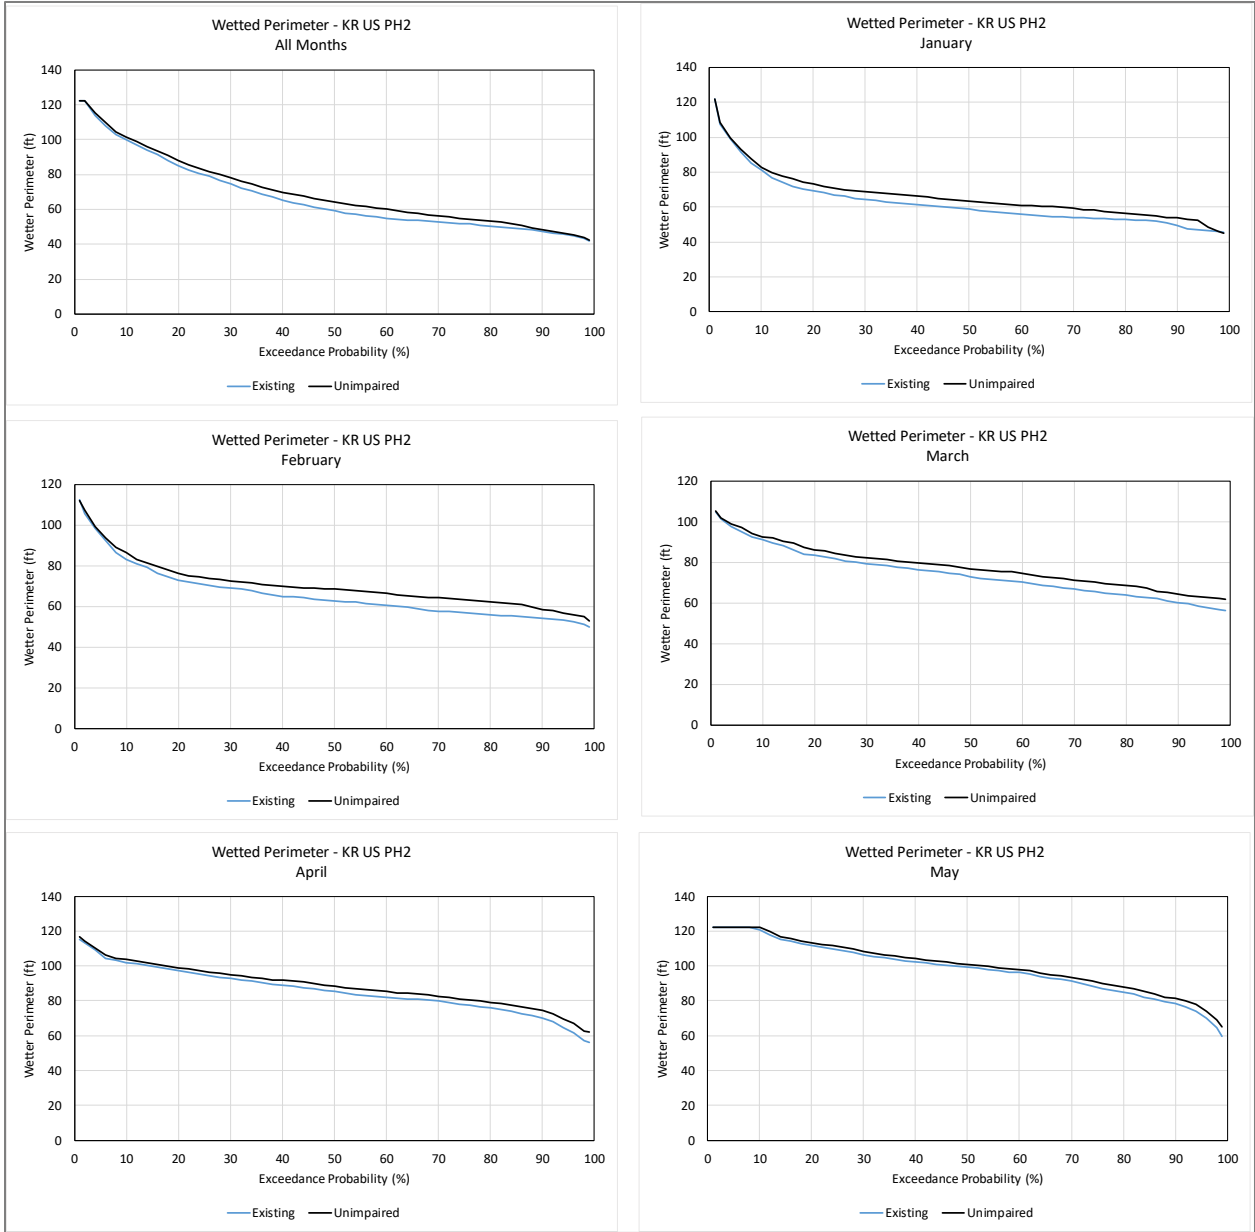 Wetted Perimeter - KR US PH2
All Months
140
120
100
80
60
40
20
0
Wetter Perimeter (ft)
0 10 20 30 40 50 60 70 80 90 100
Exceedance Probability (%)
Existing Unimpaired
Wetted Perimeter - KR US PH2
January
140
120
100
80
60
40
20
0
Wetter Perimeter (ft)
0 10 20 30 40 50 60 70 80 90 100
Exceedance Probability (%)
Existing Unimpaired
Wetted Perimeter - KR US PH2
February
120
100
80
60
40
20
0
Wetter Perimeter (ft)
0 10 20 30 40 50 60 70 80 90 100
Exceedance Probability (%)
Existing Unimpaired
Wetted Perimeter - KR US PH2
March
120
100
80
60
40
20
0
Wetter Perimeter (ft)
0 10 20 30 40 50 60 70 80 90 100
Exceedance Probability (%)
Existing Unimpaired
Wetted Perimeter - KR US PH2
April
140
120
100
80
60
40
20
0
Wetter Perimeter (ft)
0 10 20 30 40 50 60 70 80 90 100
Exceedance Probability (%)
Existing Unimpaired
Wetted Perimeter - KR US PH2
May
140
120
100
80
60
40
20
0
Wetter Perimeter (ft)
0 10 20 30 40 50 60 70 80 90 100
Exceedance Probability (%)
Existing Unimpaired